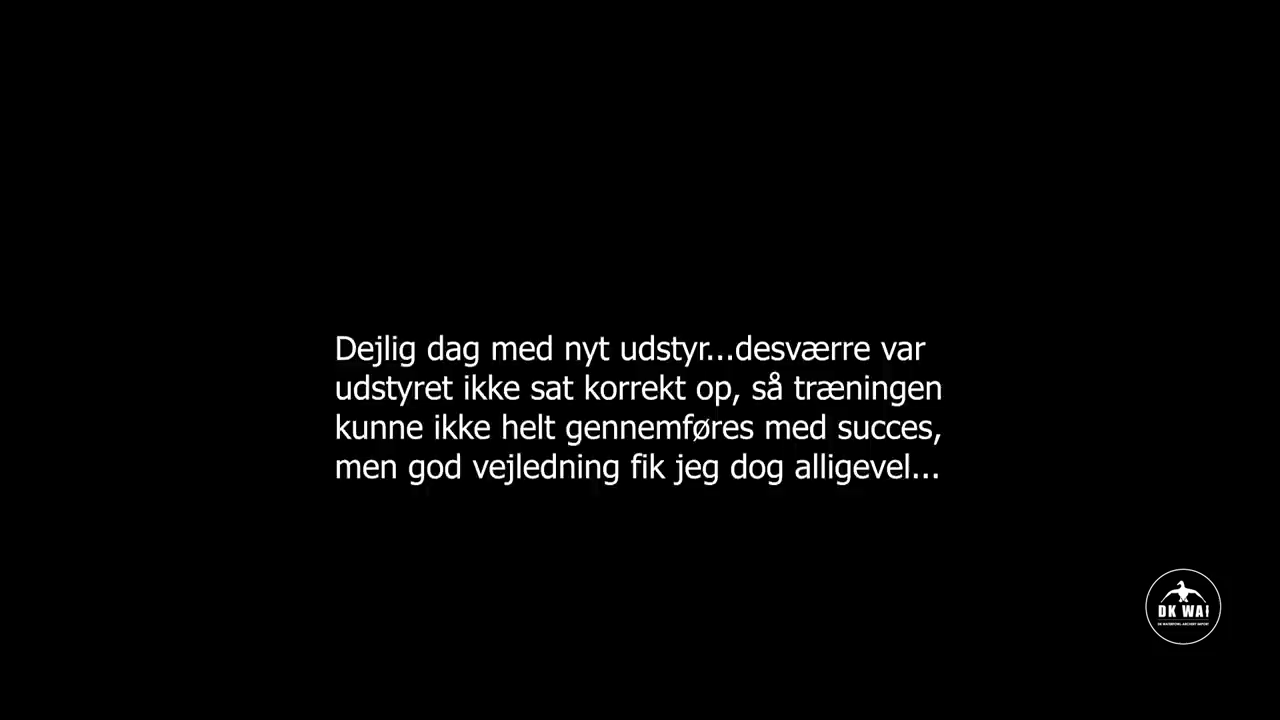 Dejlig dag med nyt udstyr...desværre var
udstyret ikke sat korrekt op, så træningen
kunne ikke helt gennemføres med succes,
men god vejledning fik jeg dog alligevel...
DK WAI